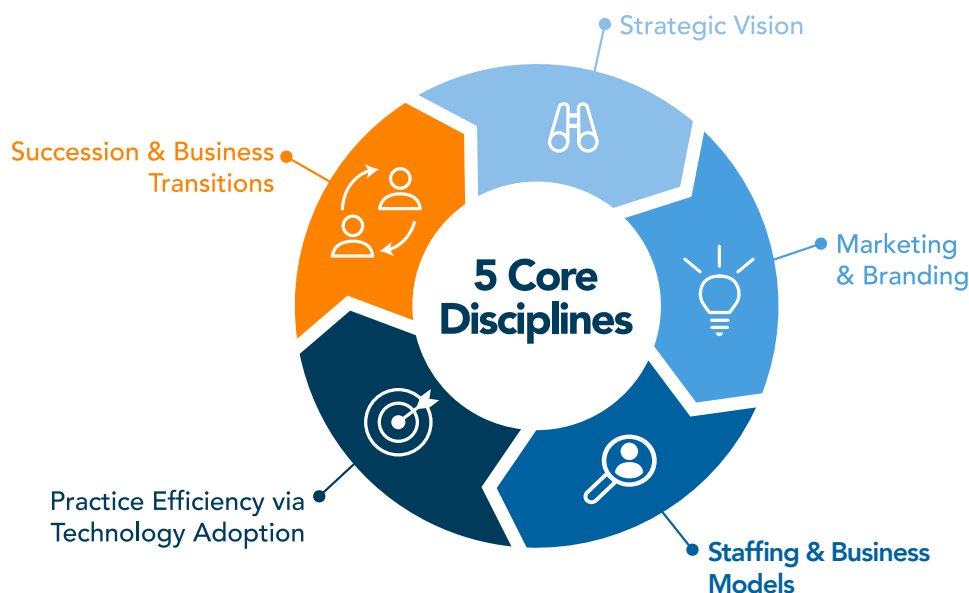 Strategic Vision
Succession & Business
Transitions
Marketing
& Branding
5 Core
Disciplines
Practice Efficiency via
Technology Adoption
Staffing & Business
Models